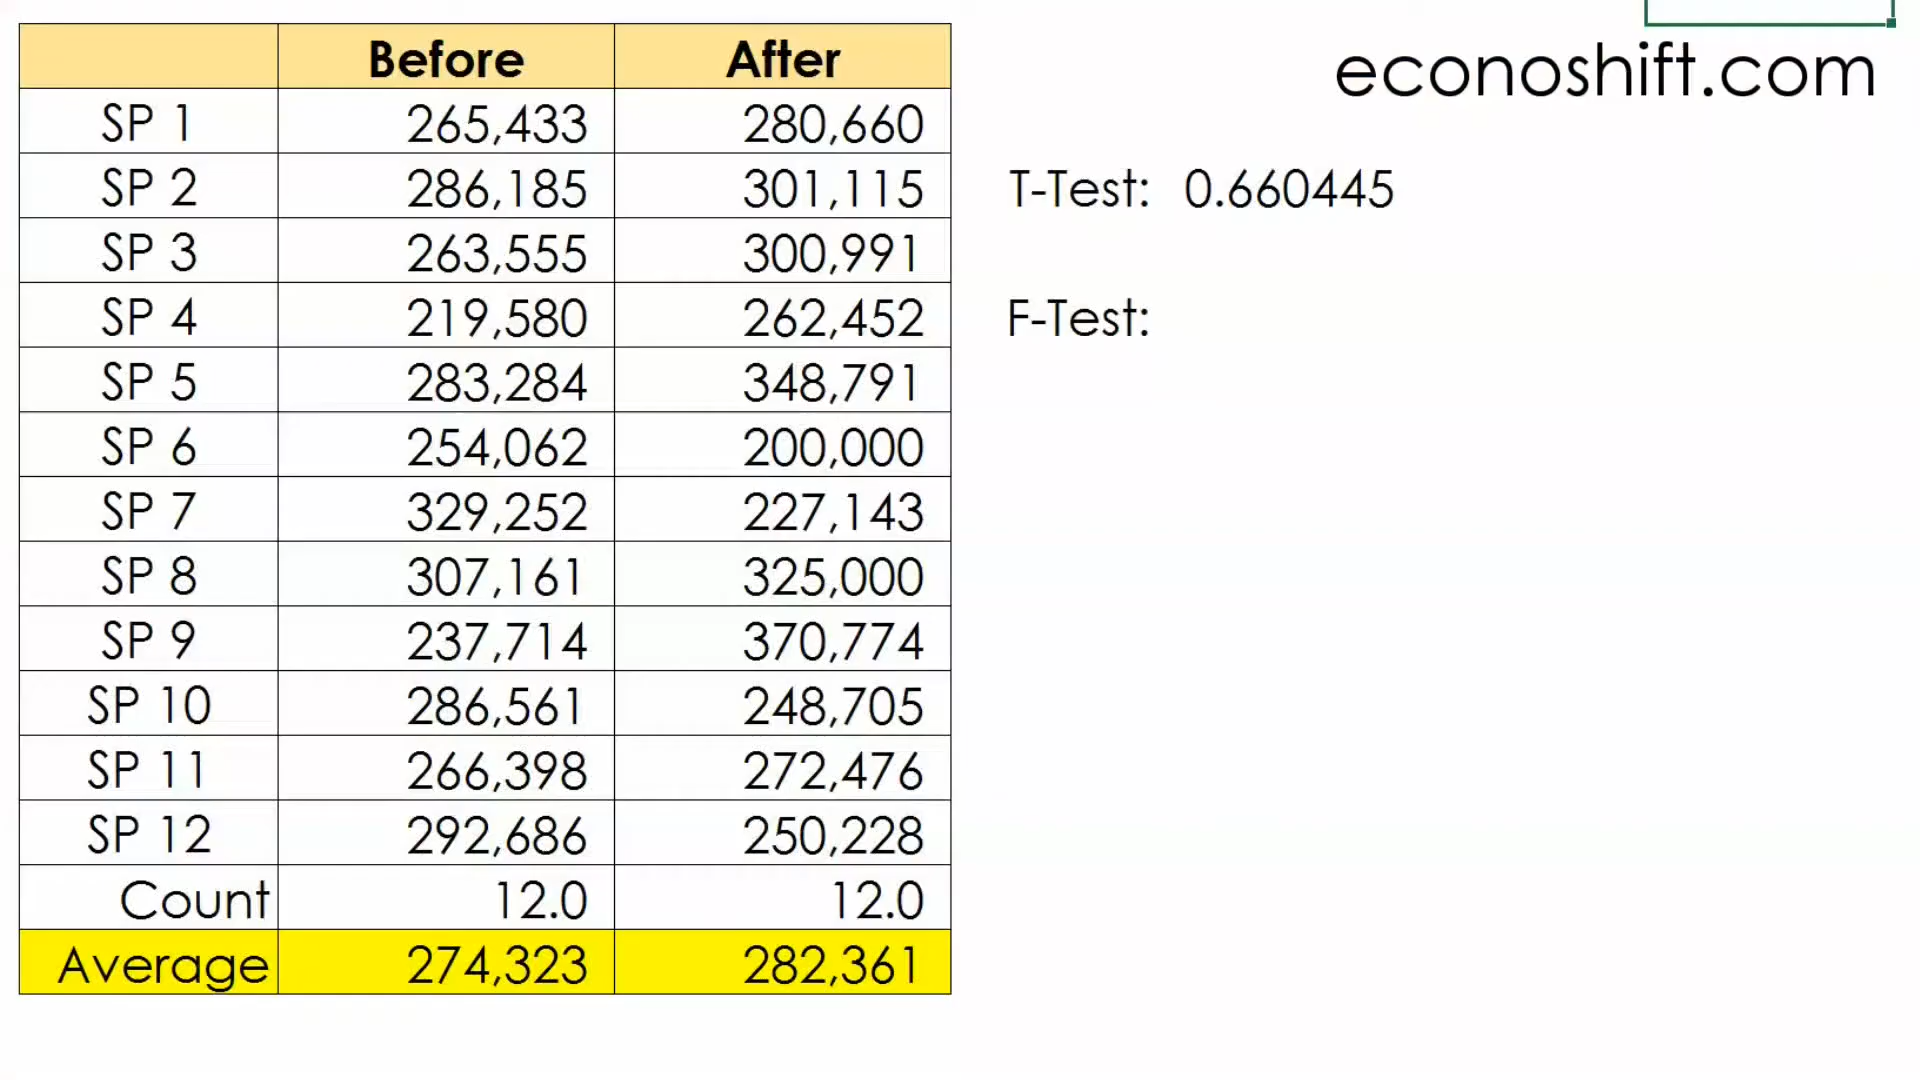 econoshift.com
Before After
SP 1 265,433 280,660
SP 2 286,185 301,115
SP 3 263,555 300,991
SP 4 219,580 262,452
SP 5 283,284 348,791
SP 6 254,062 200,000
SP 7 329,252 227,143
SP 8 307,161 325,000
SP 9 237,714 370,774
SP 10 286,561 248,705
SP 11 266,398 272,476
SP 12 292,686 250,228
Count 12.0 12.0
Average 274,323 282,361
T-Test: 0.660445
F-Test: